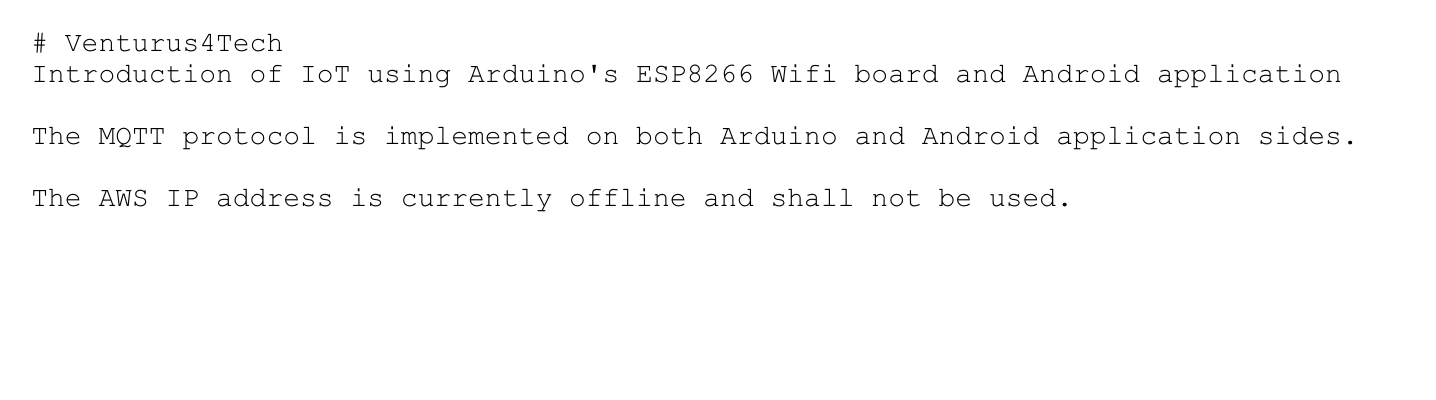 # Venturus4Tech
Introduction of IoT using Arduino's ESP8266 Wifi board and Android application
The MQTT protocol is implemented on both Arduino and Android application sides.
The AWS IP address is currently offline and shall not be used.